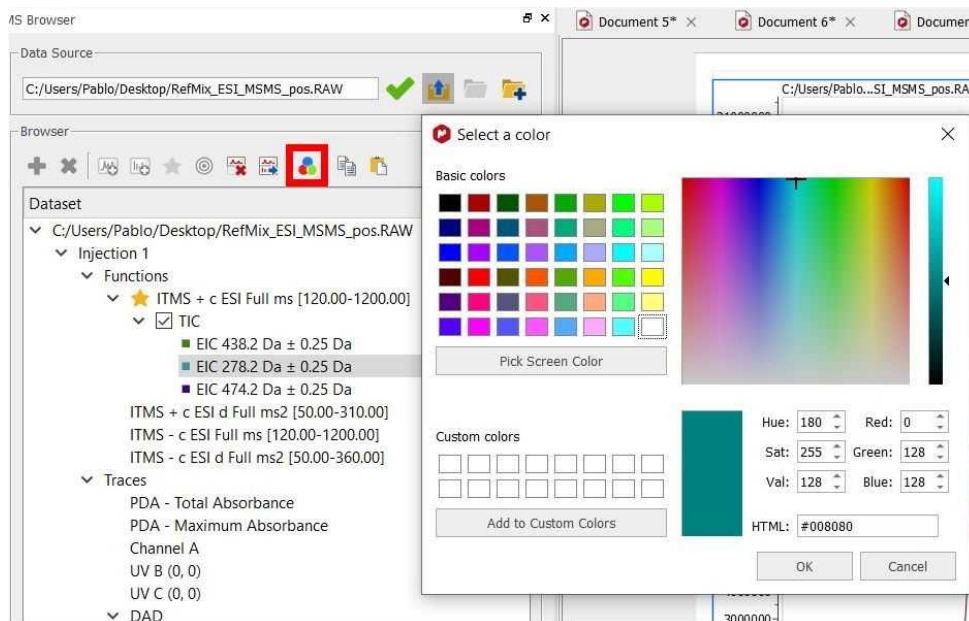 MS Browser
Document 5*
Document 6*
Data Source
C:/Users/Pablo/Desktop/RefMix_ESI_MSMS_pos.RAW
C:/Users/Pablo...SI_MSMS_pos.RA
Browser
Select a color
Dataset
C:/Users/Pablo/Desktop/RefMix_ESI_MSMS_pos.RAW
Injection 1
Functions
ITMS + c ESI Full ms [120.00-1200.00]
TIC
EIC 438.2 Da ± 0.25 Da
EIC 278.2 Da ± 0.25 Da
EIC 474.2 Da ± 0.25 Da
ITMS + c ESI d Full ms2 [50.00-310.00]
ITMS - c ESI Full ms [120.00-1200.00]
ITMS - c ESI d Full ms2 [50.00-360.00]
Traces
PDA - Total Absorbance
PDA - Maximum Absorbance
Channel A
UV B (0, 0)
UV C (0, 0)
DAD
Basic colors
Pick Screen Color
Custom colors
Add to Custom Colors
Hue: 180 Red: 0
Sat: 255 Green: 128
Val: 128 Blue: 128
HTML: #008080
OK Cancel
3000000